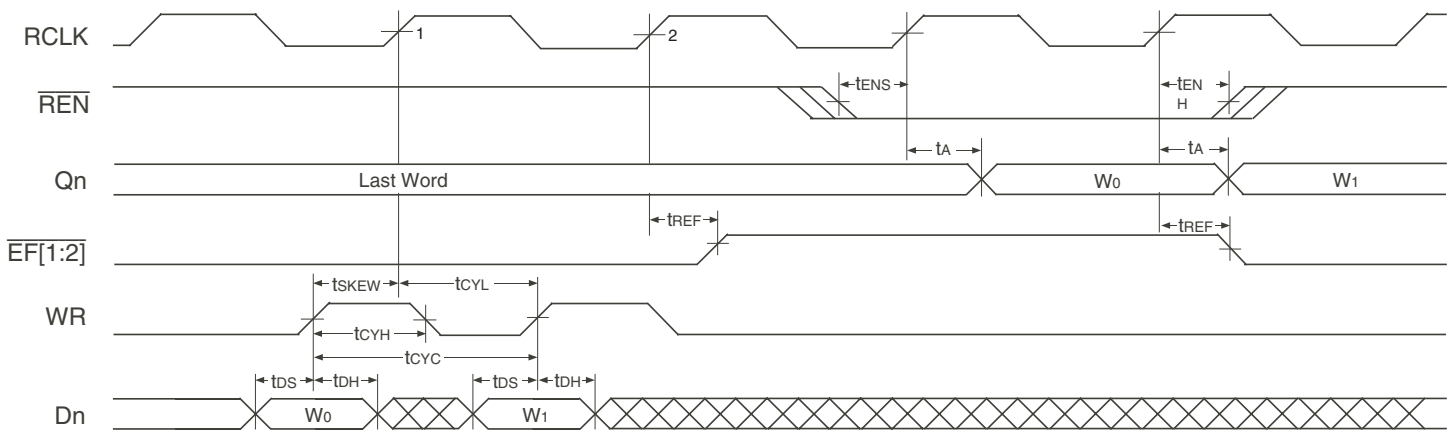 RCLK 1 2
tENS tEN
REN H
tA tA
Qn Last Word W0 W1
tREF tREF
EF[1:2]
tSKEW tCYL
WR
tCYH
tCYC
tDS tDH tDS tDH
Dn W0 W1